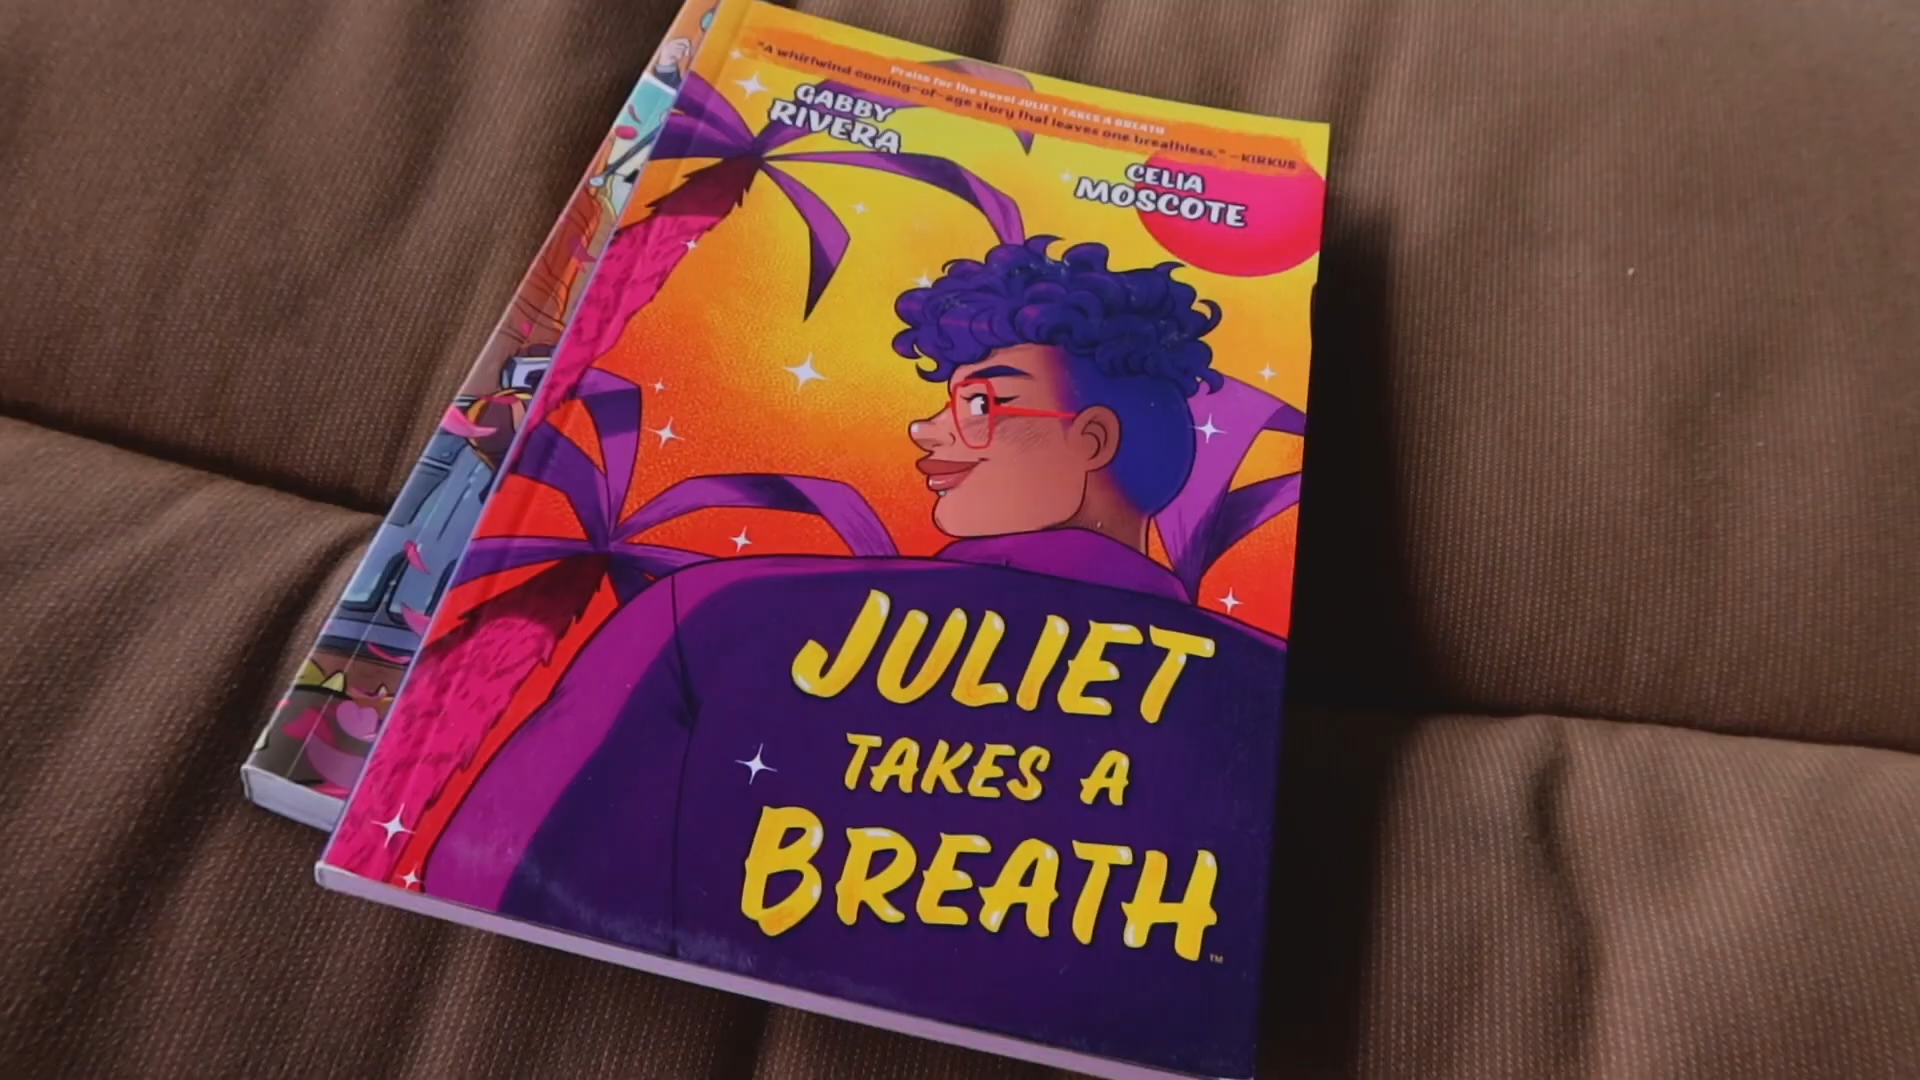 Praise for the novel JULIET TAKES A BREATH
"A whirlwind coming-of-age story that leaves one breathless." —KIRKUS
GABBY
RIVERA
CELIA
MOSCOTE
JULIET
TAKES A
BREATH™